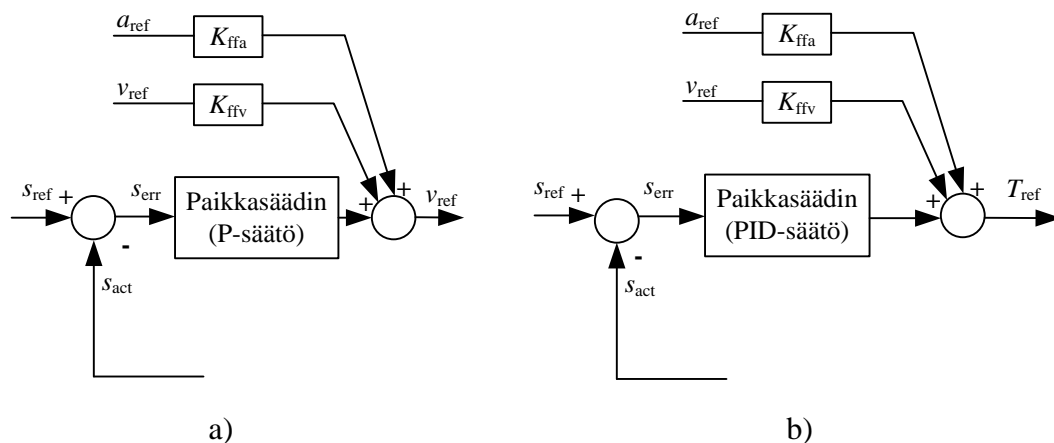 a_ref
K_ffa
v_ref
K_ffv
s_ref
+
-
s_err
Paikkasäädin
(P-säätö)
+
+
v_ref
s_act
a)
a_ref
K_ffa
v_ref
K_ffv
s_ref
+
-
s_err
Paikkasäädin
(PID-säätö)
+
+
T_ref
s_act
b)